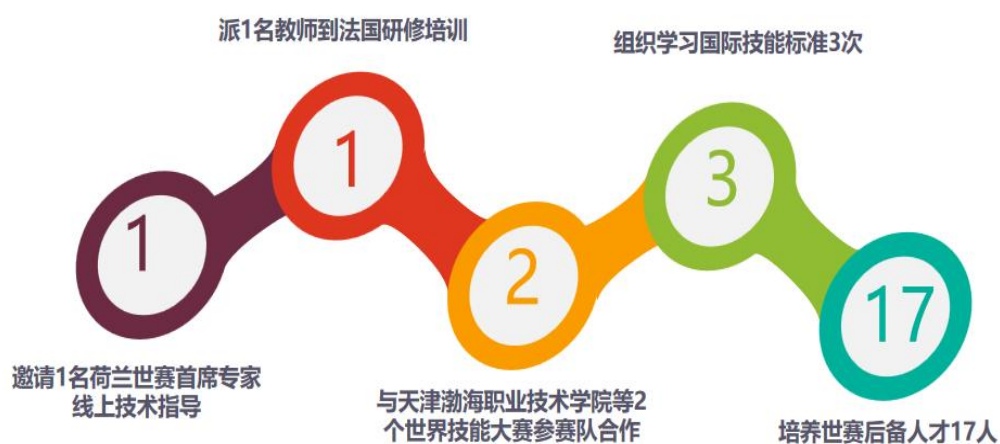 派1名教师到法国研修培训
组织学习国际技能标准3次
1
1
2
3
17
邀请1名荷兰世赛首席专家
线上技术指导
与天津渤海职业技术学院等2
个世界技能大赛参赛队合作
培养世赛后备人才17人